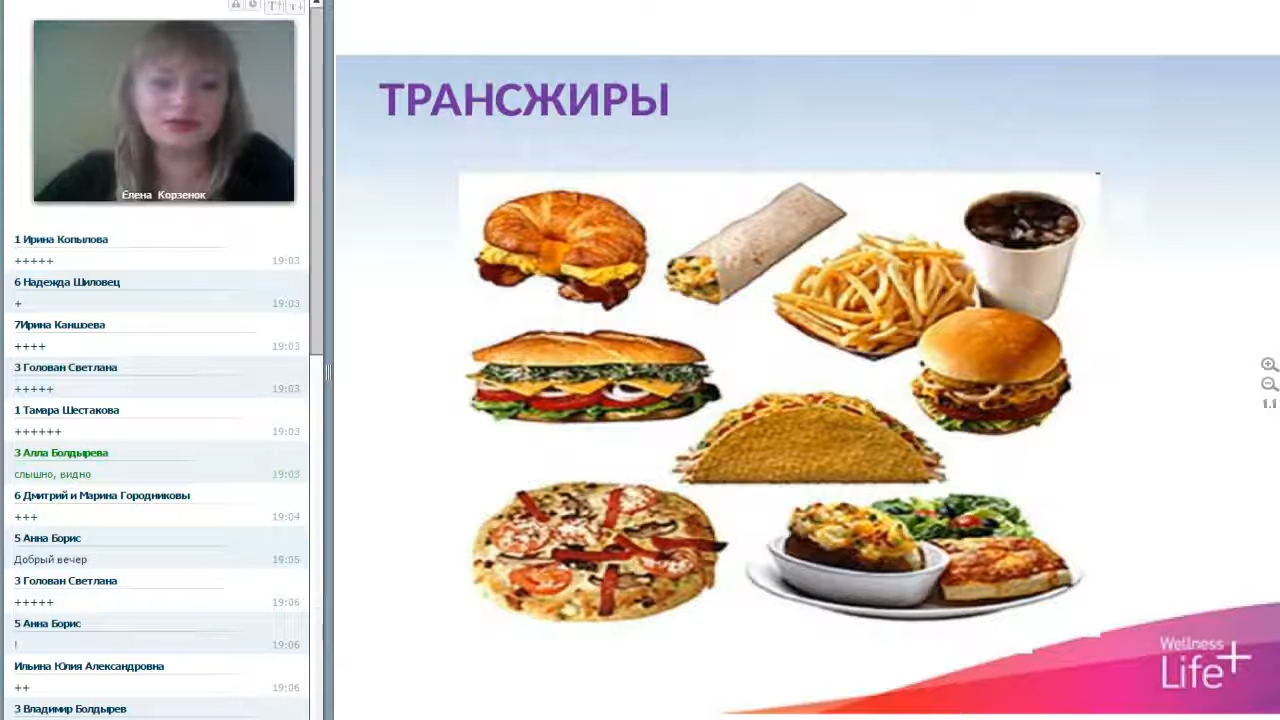 Елена Корзенок
1 Ирина Копылова
+++++ 19:03
6 Надежда Шиловец
+ 19:03
7Ирина Каншоева
++++ 19:03
3 Голован Светлана
+++++ 19:03
1 Тамара Шестакова
++++++ 19:03
3 Алла Болдырева
слышно, видно 19:03
6 Дмитрий и Марина Городниковы
+++ 19:04
5 Анна Борис
Добрый вечер 19:05
3 Голован Светлана
+++++ 19:06
5 Анна Борис
! 19:06
Ильина Юлия Александровна
++ 19:06
3 Владимир Болдырев
ТРАНСЖИРЫ
1.1
Wellness
Life+